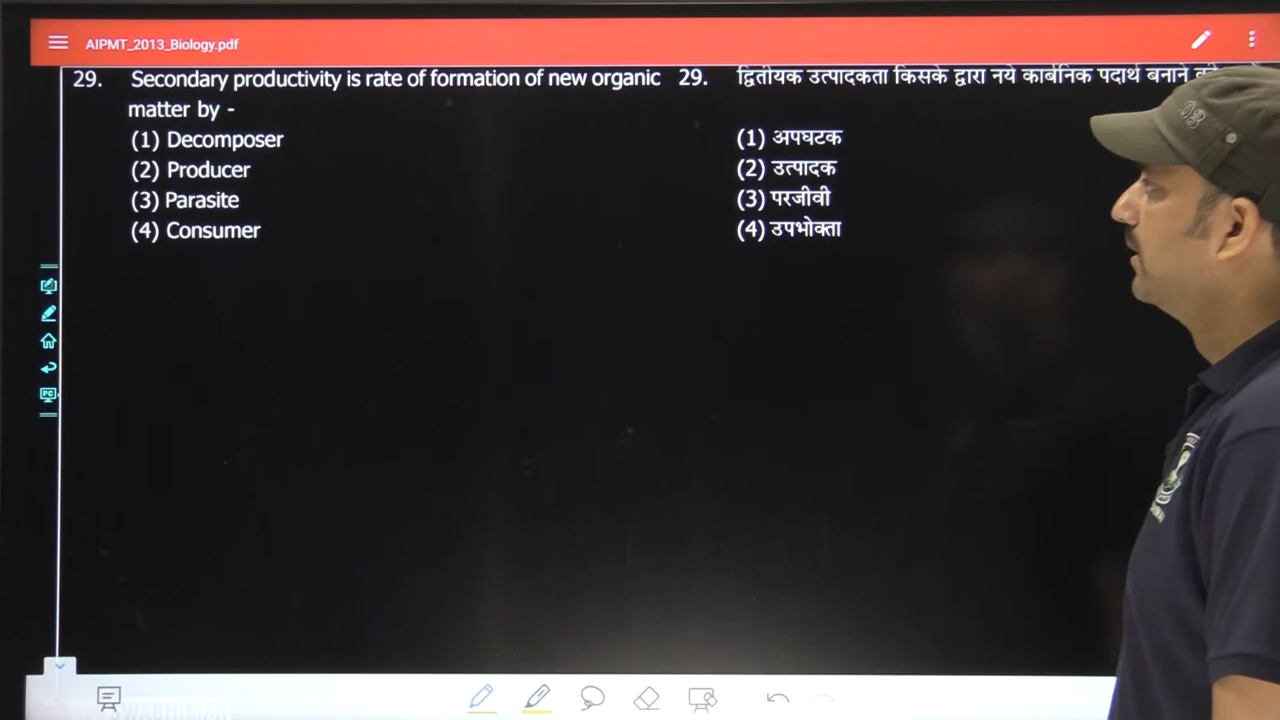 AIPMT_2013_Biology.pdf
29. Secondary productivity is rate of formation of new organic
matter by -
(1) Decomposer
(2) Producer
(3) Parasite
(4) Consumer
29. द्वितीयक उत्पादकता किसके द्वारा नये कार्बनिक पदार्थ बनाने
(1) अपघटक
(2) उत्पादक
(3) परजीवी
(4) उपभोक्ता
PC